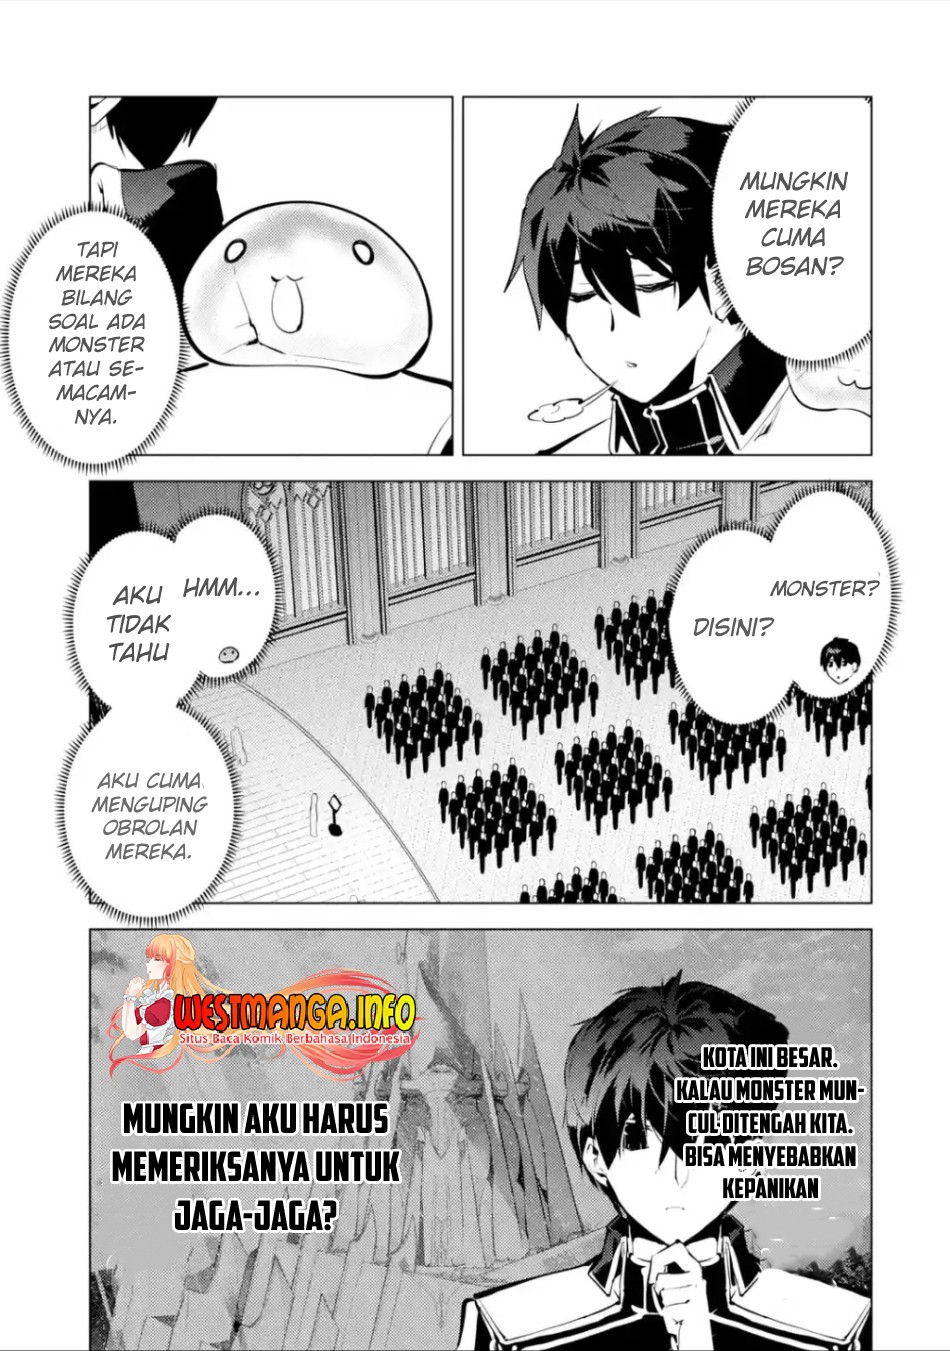 MUNGKIN
MEREKA
CUMA
BOSAN?
TAPI
MEREKA
BILANG
SOAL ADA
MONSTER
ATAU SE-
MACAM-
NYA.
MONSTER?
DISINI?
HMM...
AKU
TIDAK
TAHU
AKU CUMA
MENGUPING
OBROLAN
MEREKA.
KOTA INI BESAR.
KALAU MONSTER MUN-
CUL DITENGAH KITA.
BISA MENYEBABKAN
KEPANIKAN
WESTMANGA.INFO
Situs Baca Komik Berbahasa Indonesia
MUNGKIN AKU HARUS
MEMERIKSANYA UNTUK
JAGA-JAGA?